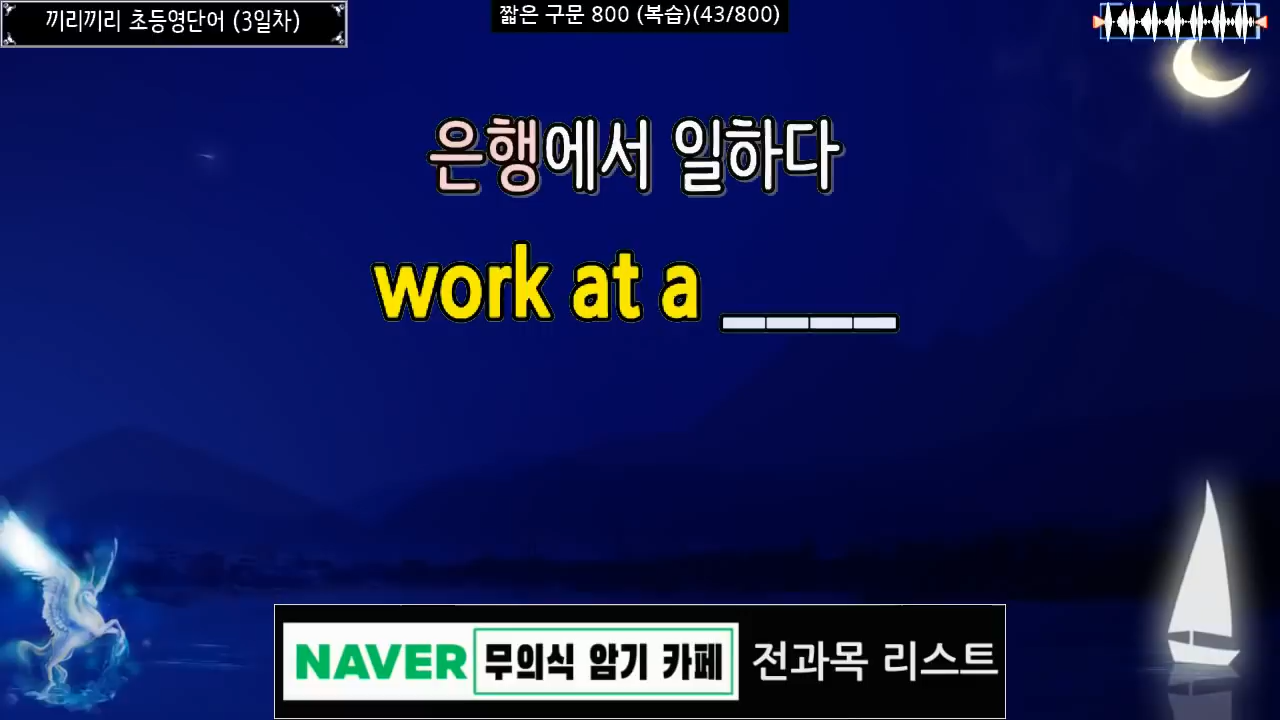 끼리끼리 초등영단어 (3일차)
짧은 구문 800 (복습)(43/800)
은행에서 일하다
work at a ____
NAVER 무의식 암기 카페 전과목 리스트